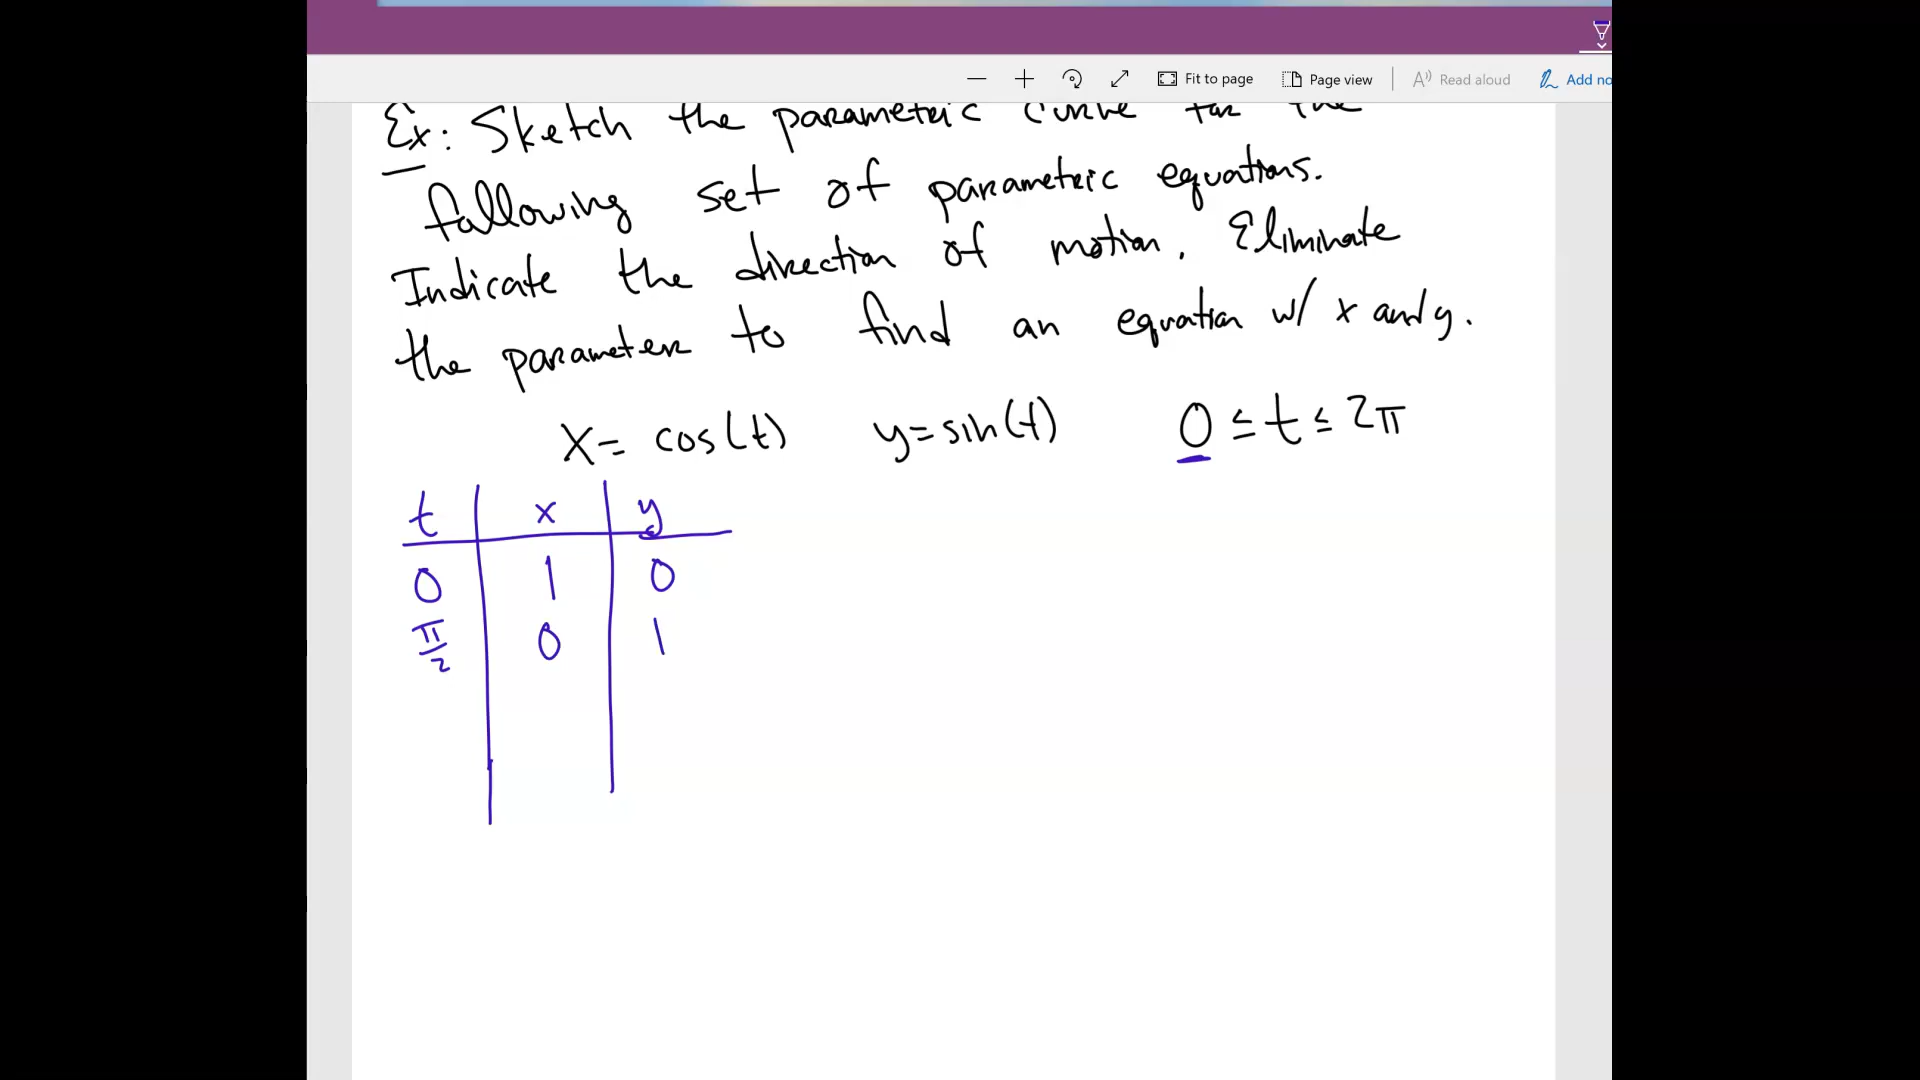 Fit to page
Page view
Read aloud
Add no
Ex: Sketch the parametric curve for the
following set of parametric equations.
Indicate the direction of motion. Eliminate
the parameter to find an equation w/ x and y.
x = cos(t) y = sin(t) 0 ≤ t ≤ 2π
t x y
0 1 0
π/2 0 1